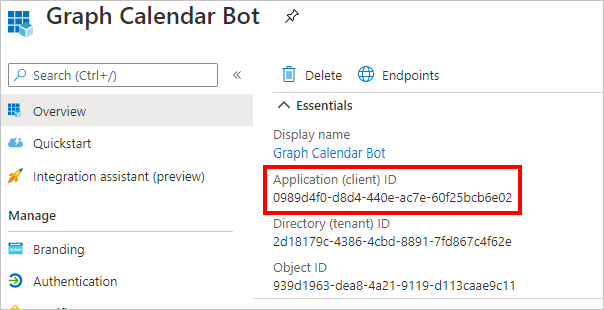 Graph Calendar Bot
Search (Ctrl+/)
Overview
Quickstart
Integration assistant (preview)
Manage
Branding
Authentication
Delete
Endpoints
Essentials
Display name
Graph Calendar Bot
Application (client) ID
0989d4f0-d8d4-440e-ac7e-60f25bcb6e02
Directory (tenant) ID
2d18179c-4386-4cbd-8891-7fd867c4f62e
Object ID
939d1963-dea8-4a21-9119-d113caae9c11